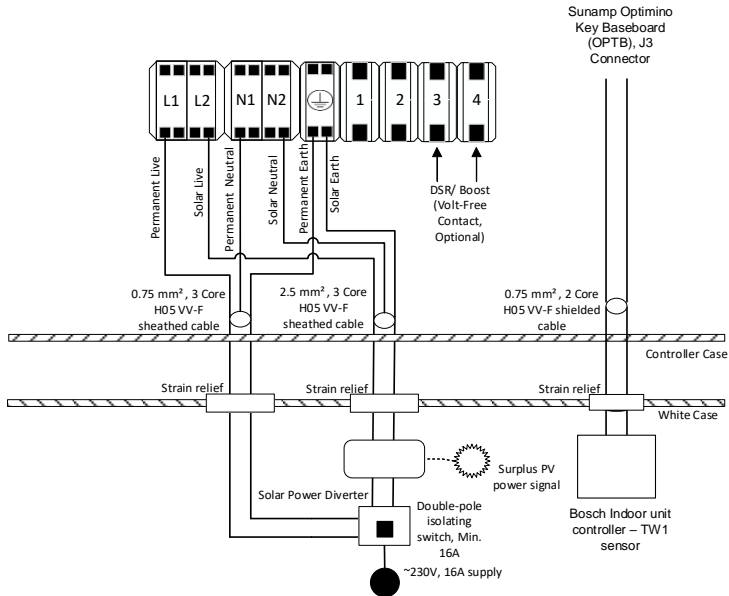 Sunamp Optimino
Key Baseboard
(OPTB), J3
Connector
L1
L2
N1
N2
1
2
3
4
Permanent Live
Solar Live
Permanent Neutral
Solar Neutral
Permanent Earth
Solar Earth
DSR/ Boost
(Volt-Free
Contact,
Optional)
0.75 mm², 3 Core
H05 VV-F
sheathed cable
2.5 mm², 3 Core
H05 VV-F
sheathed cable
0.75 mm², 2 Core
H05 VV-F shielded
cable
Controller Case
Strain relief
Strain relief
Strain relief
White Case
Surplus PV
power signal
Solar Power Diverter
Double-pole
isolating
switch, Min.
16A
Bosch Indoor unit
controller – TW1
sensor
~230V, 16A supply